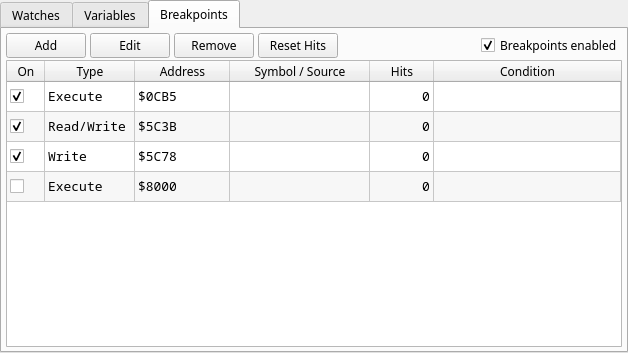 Watches Variables Breakpoints
Add Edit Remove Reset Hits Breakpoints enabled
On Type Address Symbol / Source Hits Condition
Execute $0CB5 0
Read/Write $5C3B 0
Write $5C78 0
Execute $8000 0